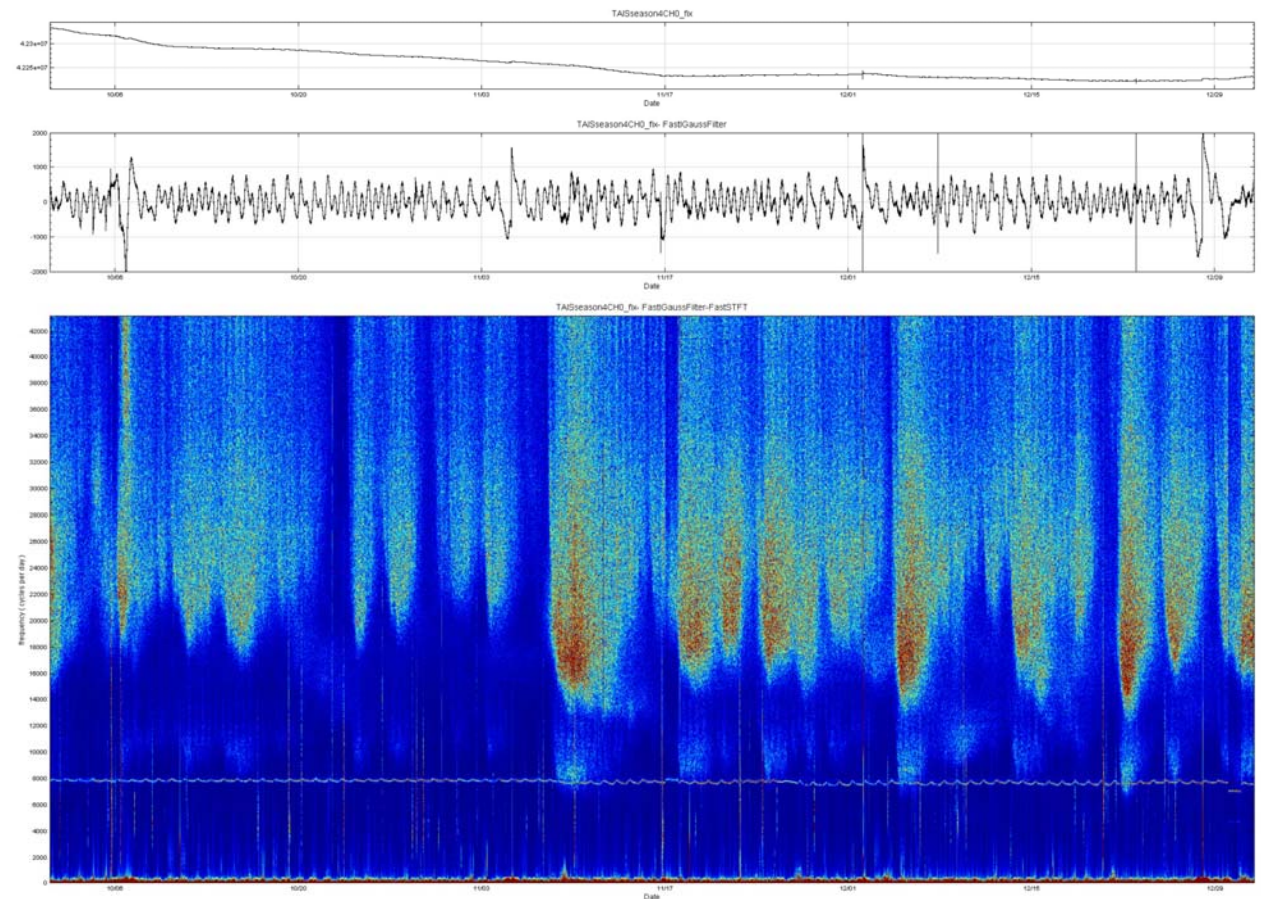 TAISseason4CH0_fix
4.23e+07
4.225e+07
10/06 10/20 11/03 11/17 12/01 12/15 12/29
Date
TAISseason4CH0_fix- FastIGaussFilter
2000
1000
0
-1000
-2000
10/06 10/20 11/03 11/17 12/01 12/15 12/29
Date
TAISseason4CH0_fix- FastIGaussFilter-FastSTFT
frequency ( cycles per day )
42000
40000
38000
36000
34000
32000
30000
28000
26000
24000
22000
20000
18000
16000
14000
12000
10000
8000
6000
4000
2000
0
10/06 10/20 11/03 11/17 12/01 12/15 12/29
Date